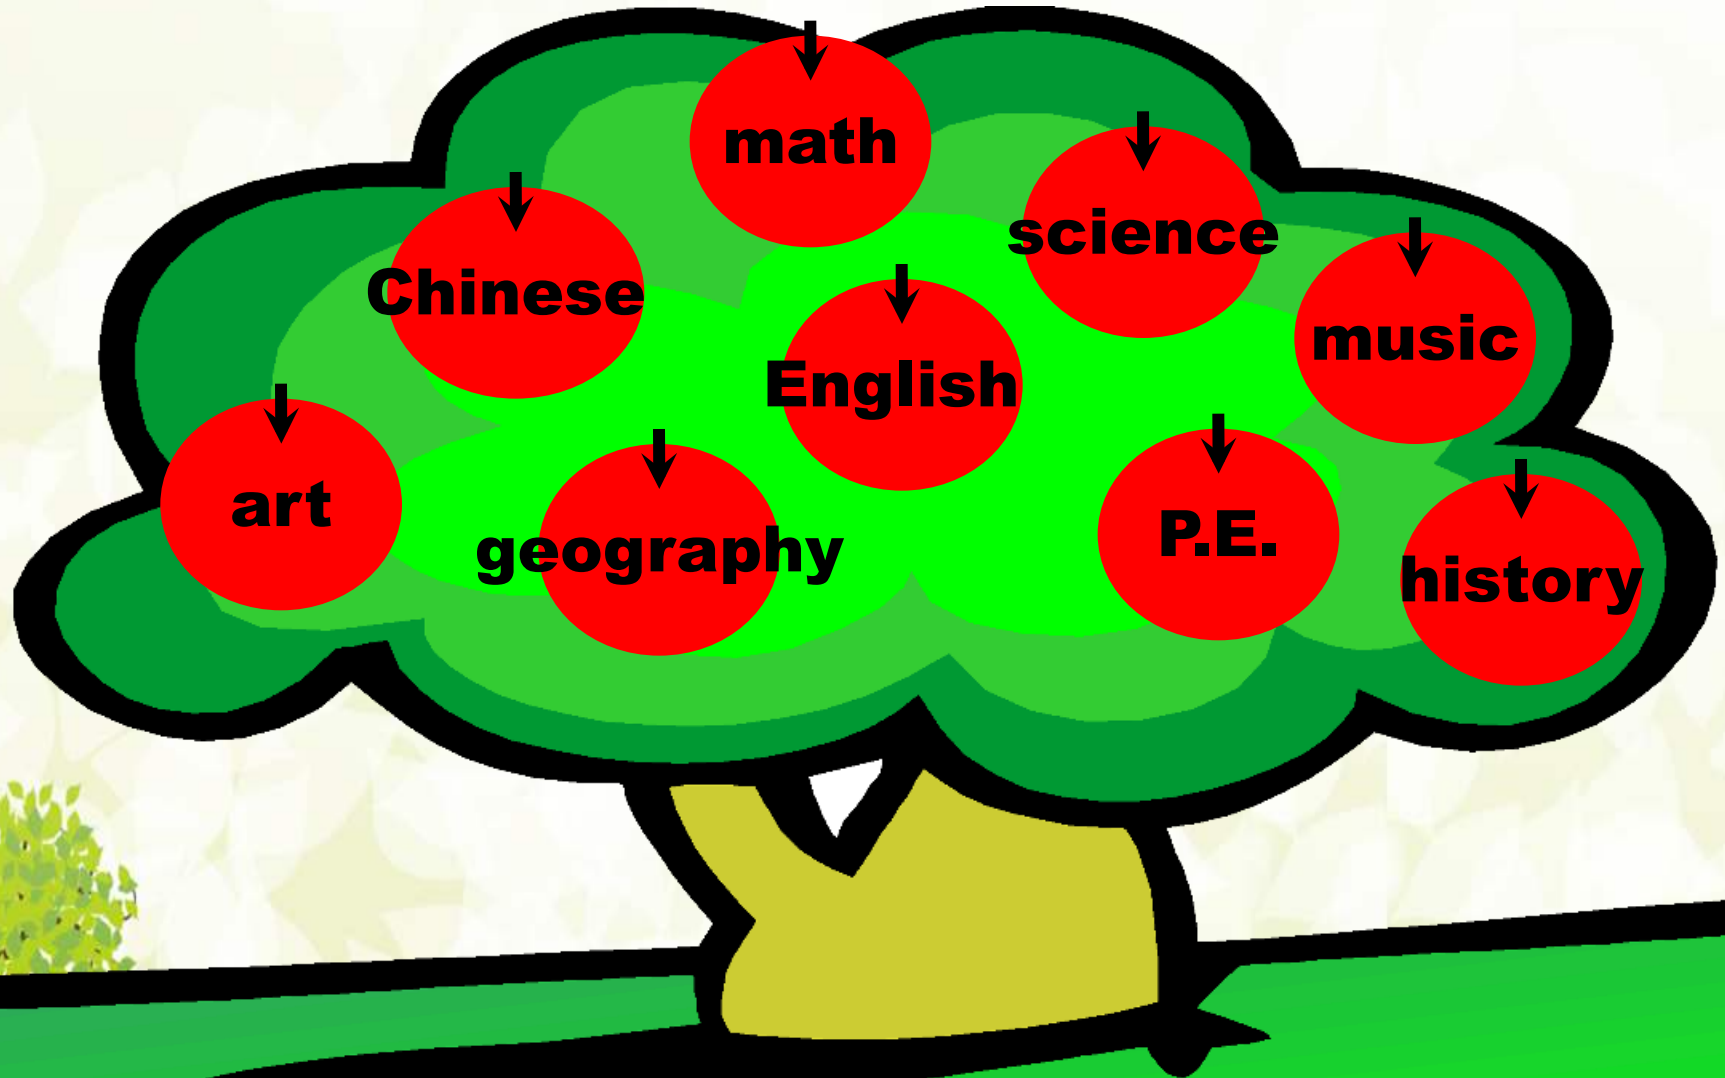 math
science
Chinese
music
English
art
geography
P.E.
history